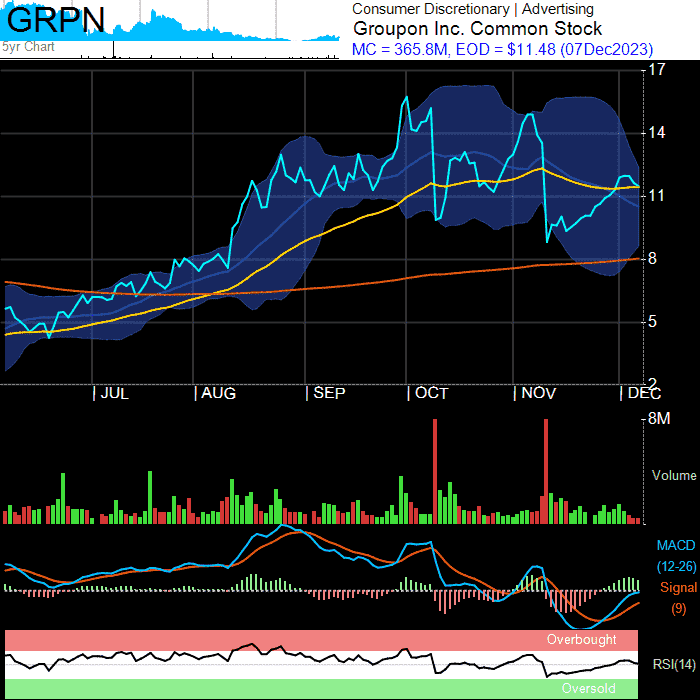 GRPN
5yr Chart
Consumer Discretionary | Advertising
Groupon Inc. Common Stock
MC = 365.8M, EOD = $11.48 (07Dec2023)
17
14
11
8
5
2
JUL
AUG
SEP
OCT
NOV
DEC
8M
Volume
MACD
(12-26)
Signal
(9)
Overbought
RSI(14)
Oversold